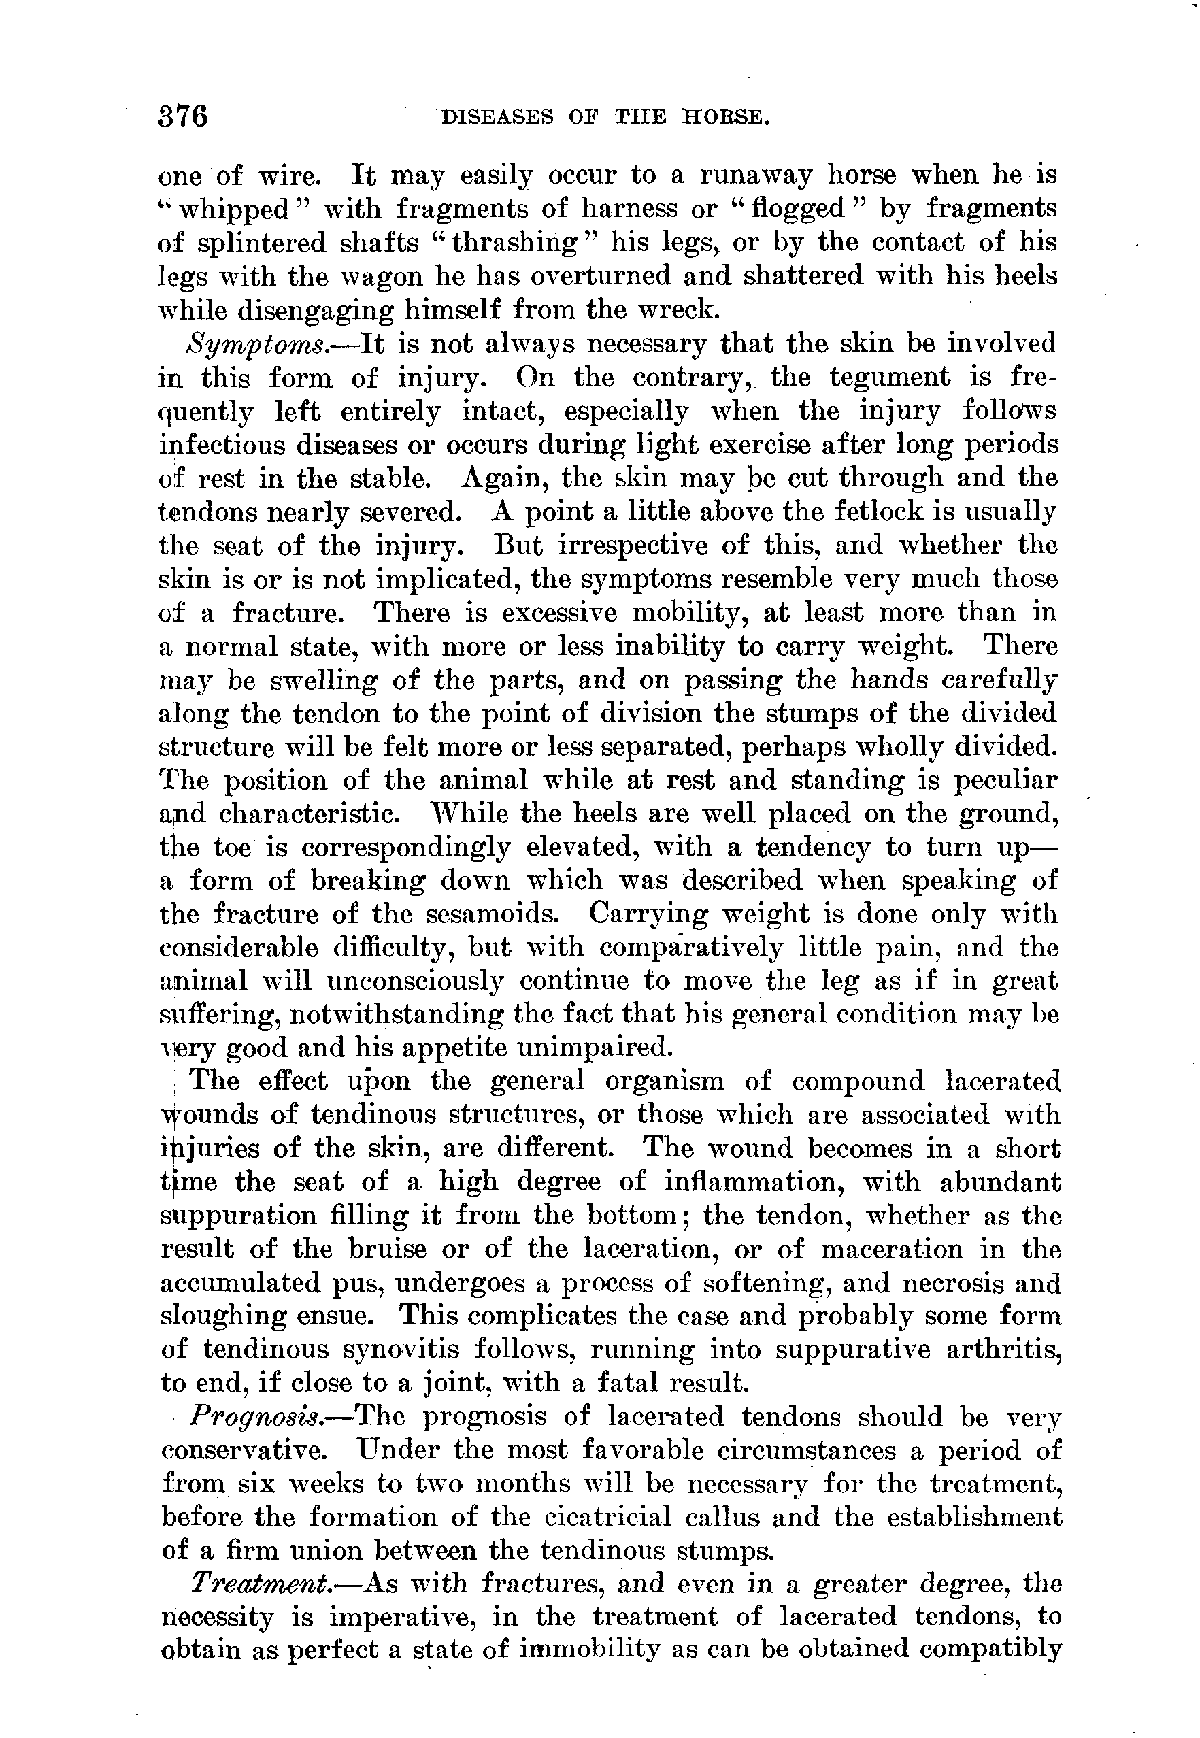 376 DISEASES OF THE HORSE.
one of wire. It may easily occur to a runaway horse when he is
“whipped” with fragments of harness or “flogged” by fragments
of splintered shafts “thrashing” his legs, or by the contact of his
legs with the wagon he has overturned and shattered with his heels
while disengaging himself from the wreck.
Symptoms.—It is not always necessary that the skin be involved
in this form of injury. On the contrary, the tegument is fre-
quently left entirely intact, especially when the injury follows
infectious diseases or occurs during light exercise after long periods
of rest in the stable. Again, the skin may be cut through and the
tendons nearly severed. A point a little above the fetlock is usually
the seat of the injury. But irrespective of this, and whether the
skin is or is not implicated, the symptoms resemble very much those
of a fracture. There is excessive mobility, at least more than in
a normal state, with more or less inability to carry weight. There
may be swelling of the parts, and on passing the hands carefully
along the tendon to the point of division the stumps of the divided
structure will be felt more or less separated, perhaps wholly divided.
The position of the animal while at rest and standing is peculiar
and characteristic. While the heels are well placed on the ground,
the toe is correspondingly elevated, with a tendency to turn up—
a form of breaking down which was described when speaking of
the fracture of the sesamoids. Carrying weight is done only with
considerable difficulty, but with comparatively little pain, and the
animal will unconsciously continue to move the leg as if in great
suffering, notwithstanding the fact that his general condition may be
very good and his appetite unimpaired.
The effect upon the general organism of compound lacerated
wounds of tendinous structures, or those which are associated with
injuries of the skin, are different. The wound becomes in a short
time the seat of a high degree of inflammation, with abundant
suppuration filling it from the bottom; the tendon, whether as the
result of the bruise or of the laceration, or of maceration in the
accumulated pus, undergoes a process of softening, and necrosis and
sloughing ensue. This complicates the case and probably some form
of tendinous synovitis follows, running into suppurative arthritis,
to end, if close to a joint, with a fatal result.
Prognosis.—The prognosis of lacerated tendons should be very
conservative. Under the most favorable circumstances a period of
from six weeks to two months will be necessary for the treatment,
before the formation of the cicatricial callus and the establishment
of a firm union between the tendinous stumps.
Treatment.—As with fractures, and even in a greater degree, the
necessity is imperative, in the treatment of lacerated tendons, to
obtain as perfect a state of immobility as can be obtained compatibly